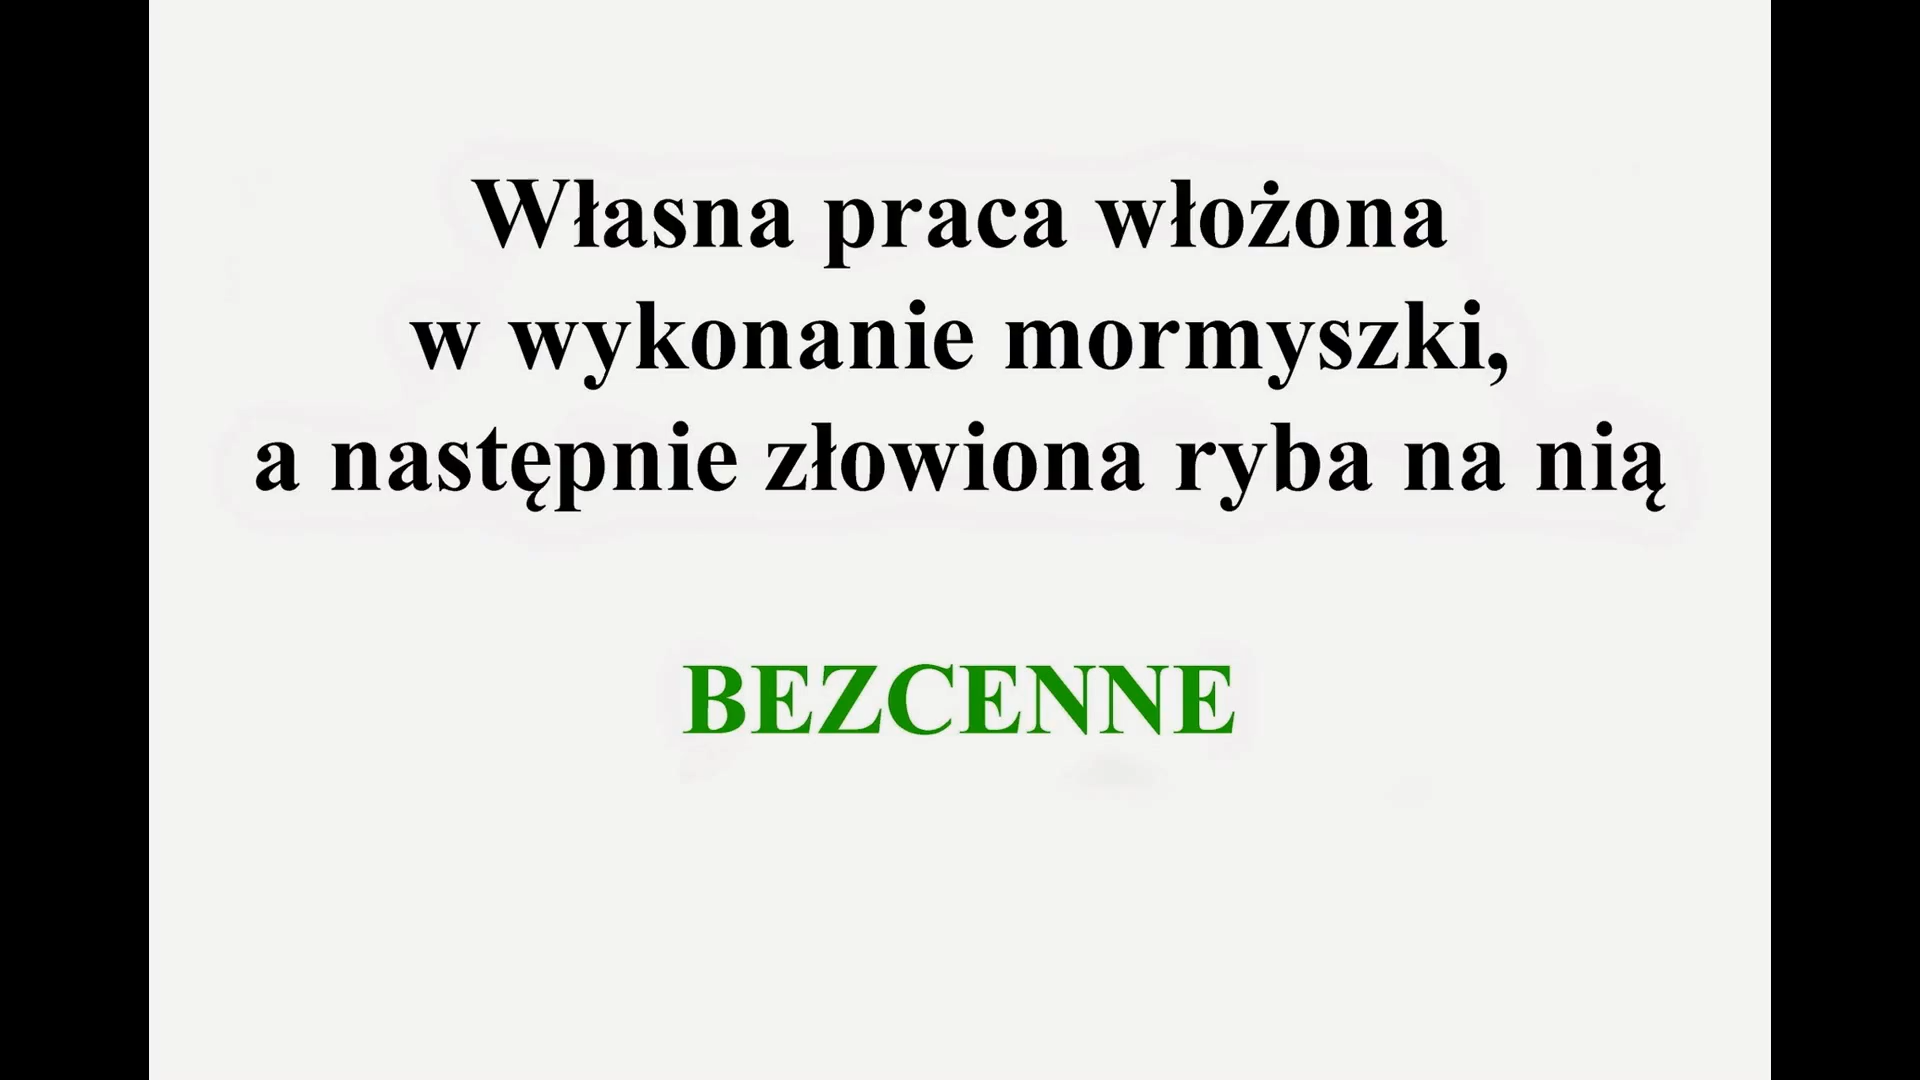 Własna praca włożona
w wykonanie mormyszki,
a następnie złowiona ryba na nią
BEZCENNE